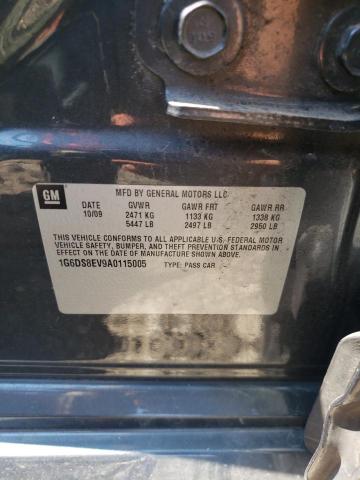 GM
MFD BY GENERAL MOTORS LLC
DATE GVWR GAWR FRT GAWR RR
10/09 2471 KG 1133 KG 1338 KG
5447 LB 2497 LB 2950 LB
THIS VEHICLE CONFORMS TO ALL APPLICABLE U.S. FEDERAL MOTOR
VEHICLE SAFETY, BUMPER, AND THEFT PREVENTION STANDARDS
IN EFFECT ON THE DATE OF MANUFACTURE SHOWN ABOVE.
1G6DS8EV9A0115005 TYPE: PASS CAR